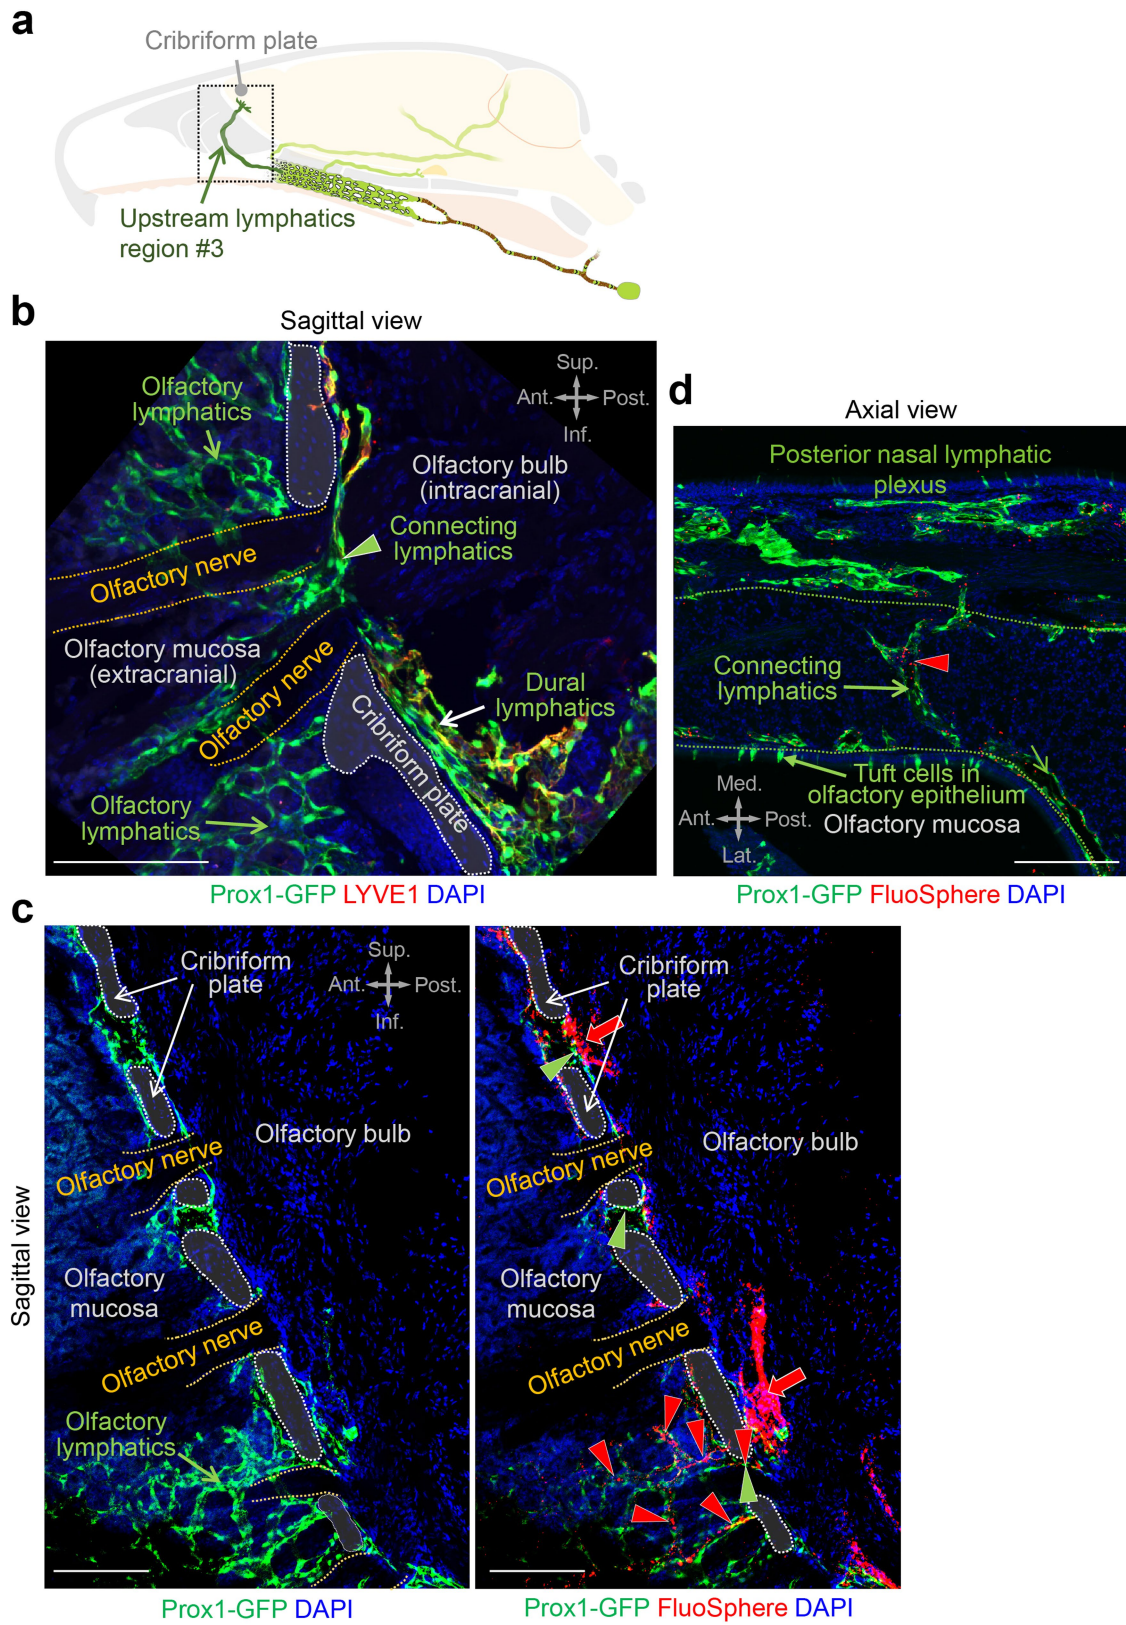 a
Cribriform plate
Upstream lymphatics
region #3
b
Sagittal view
Olfactory
lymphatics
Sup.
Ant.
Post.
Inf.
Olfactory bulb
(intracranial)
Connecting
lymphatics
Olfactory nerve
Olfactory mucosa
(extracranial)
Olfactory nerve
Dural
lymphatics
Cribriform plate
Olfactory
lymphatics
Prox1-GFP LYVE1 DAPI
d
Axial view
Posterior nasal lymphatic
plexus
Connecting
lymphatics
Tuft cells in
olfactory epithelium
Olfactory mucosa
Med.
Ant.
Post.
Lat.
Prox1-GFP FluoSphere DAPI
c
Sagittal view
Cribriform
plate
Sup.
Ant.
Post.
Inf.
Olfactory bulb
Olfactory nerve
Olfactory
mucosa
Olfactory nerve
Olfactory
lymphatics
Prox1-GFP DAPI
Cribriform
plate
Olfactory bulb
Olfactory nerve
Olfactory
mucosa
Olfactory nerve
Prox1-GFP FluoSphere DAPI